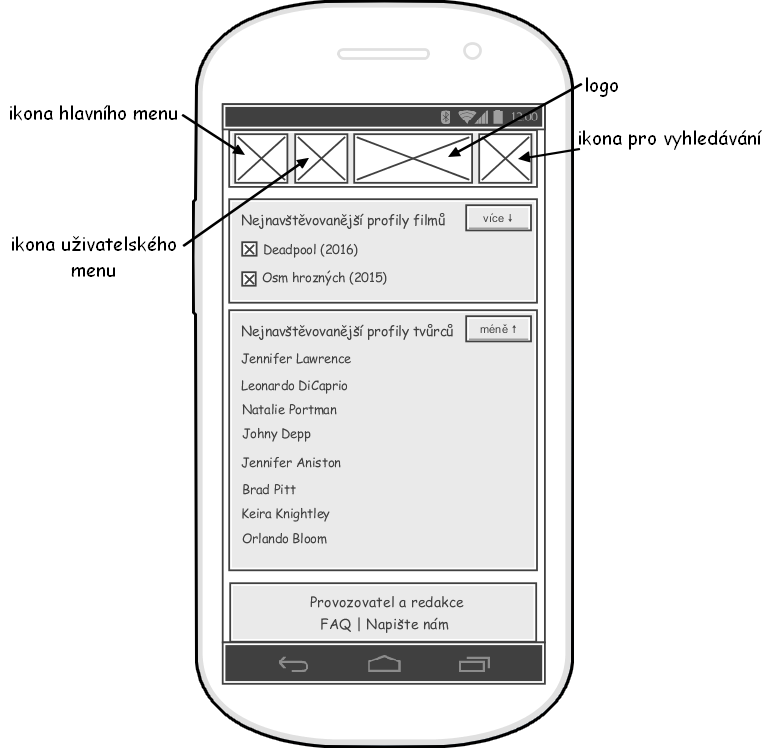 logo
ikona hlavního menu
12:00
ikona pro vyhledávání
ikona uživatelského
menu
Nejnavštěvovanější profily filmů
více ↓
Deadpool (2016)
Osm hrozných (2015)
Nejnavštěvovanější profily tvůrců
méně ↑
Jennifer Lawrence
Leonardo DiCaprio
Natalie Portman
Johny Depp
Jennifer Aniston
Brad Pitt
Keira Knightley
Orlando Bloom
Provozovatel a redakce
FAQ | Napište nám